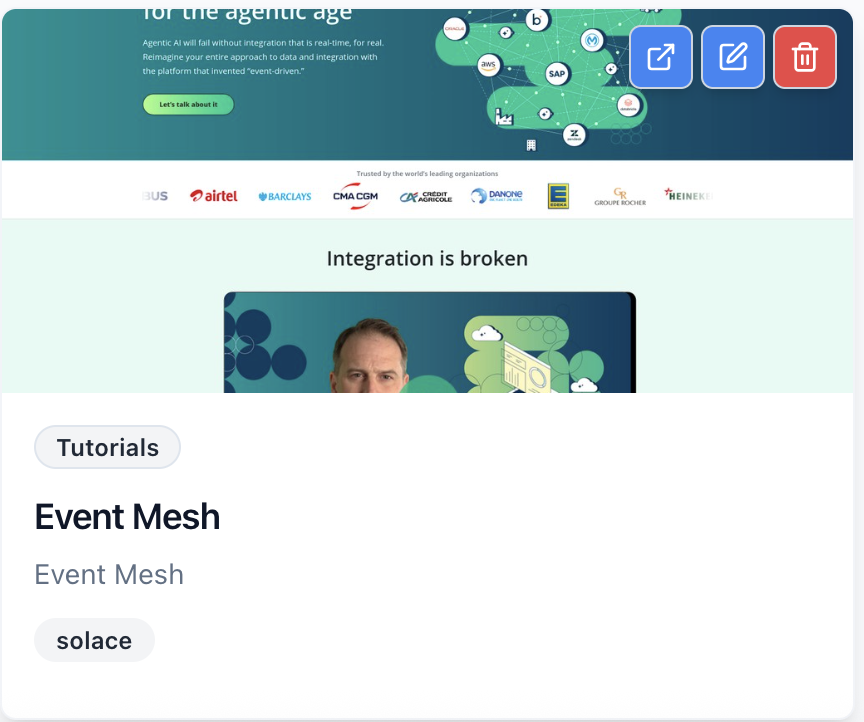 for the agentic age
Agentic AI will fail without integration that is real-time, for real.
Reimagine your entire approach to data and integration with
the platform that invented "event-driven."
Let's talk about it
ORACLE
b
aws
SAP
Z
Trusted by the world's leading organizations
BUS
airtel
BARCLAYS
CMA CGM
CRÉDIT AGRICOLE
DANONE
E
EDEKA
GR
GROUPE ROCHER
HEINEKE
Integration is broken
Tutorials
Event Mesh
Event Mesh
solace